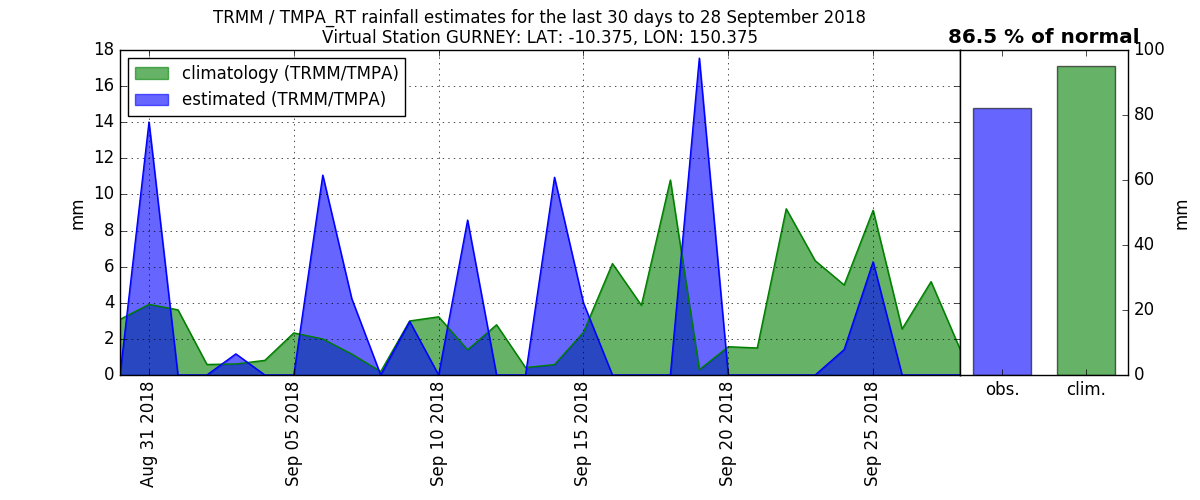 TRMM / TMPA_RT rainfall estimates for the last 30 days to 28 September 2018
Virtual Station GURNEY: LAT: -10.375, LON: 150.375
86.5 % of normal
climatology (TRMM/TMPA)
estimated (TRMM/TMPA)
18
16
14
12
10
8
6
4
2
0
mm
Aug 31 2018
Sep 05 2018
Sep 10 2018
Sep 15 2018
Sep 20 2018
Sep 25 2018
obs.
clim.
100
80
60
40
20
0
mm